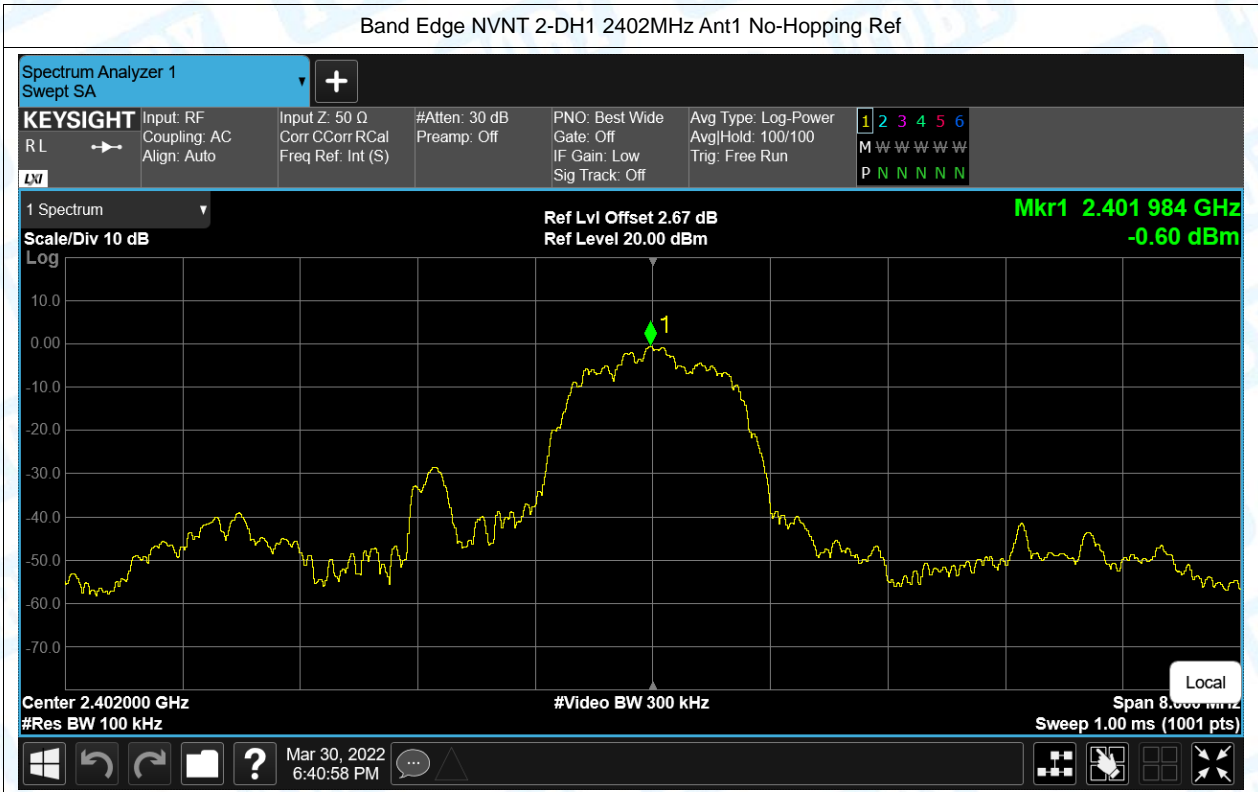 Band Edge NVNT 2-DH1 2402MHz Ant1 No-Hopping Ref
Spectrum Analyzer 1
Swept SA
KEYSIGHT
R L
LXI
Input: RF
Coupling: AC
Align: Auto
Input Z: 50 Ω
Corr CCorr RCal
Freq Ref: Int (S)
#Atten: 30 dB
Preamp: Off
PNO: Best Wide
Gate: Off
IF Gain: Low
Sig Track: Off
Avg Type: Log-Power
Avg|Hold: 100/100
Trig: Free Run
1 2 3 4 5 6
M W W W W W
P N N N N N
1 Spectrum
Scale/Div 10 dB
Ref Lvl Offset 2.67 dB
Ref Level 20.00 dBm
Mkr1 2.401 984 GHz
-0.60 dBm
Log
10.0
0.00
-10.0
-20.0
-30.0
-40.0
-50.0
-60.0
-70.0
1
Center 2.402000 GHz
#Res BW 100 kHz
#Video BW 300 kHz
Span 8.000 MHz
Sweep 1.00 ms (1001 pts)
Local
?
Mar 30, 2022
6:40:58 PM